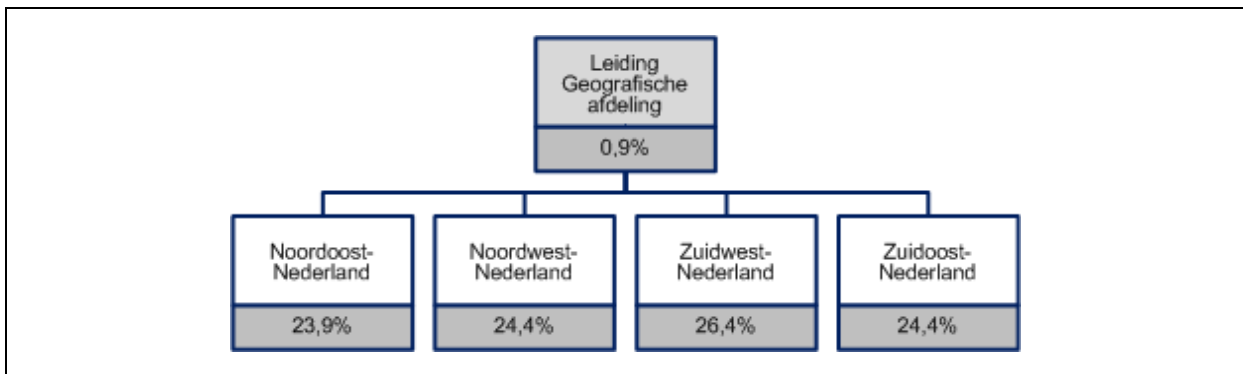 Leiding
Geografische
afdeling
0,9%
Noordoost-
Nederland
23,9%
Noordwest-
Nederland
24,4%
Zuidwest-
Nederland
26,4%
Zuidoost-
Nederland
24,4%